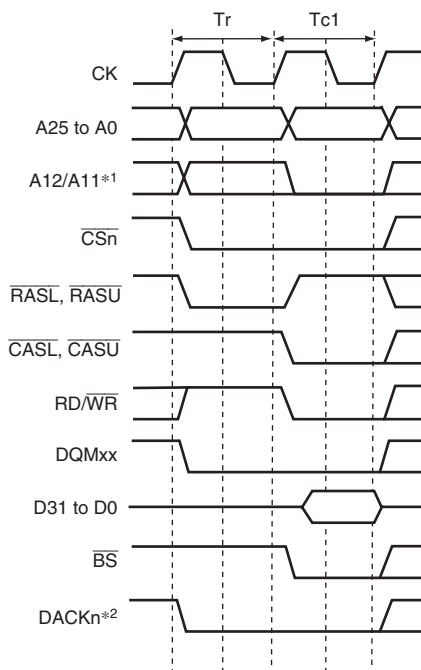 Tr Tc1
CK
A25 to A0
A12/A11*1
CSn
RASL, RASU
CASL, CASU
RD/WR
DQMxx
D31 to D0
BS
DACKn*2